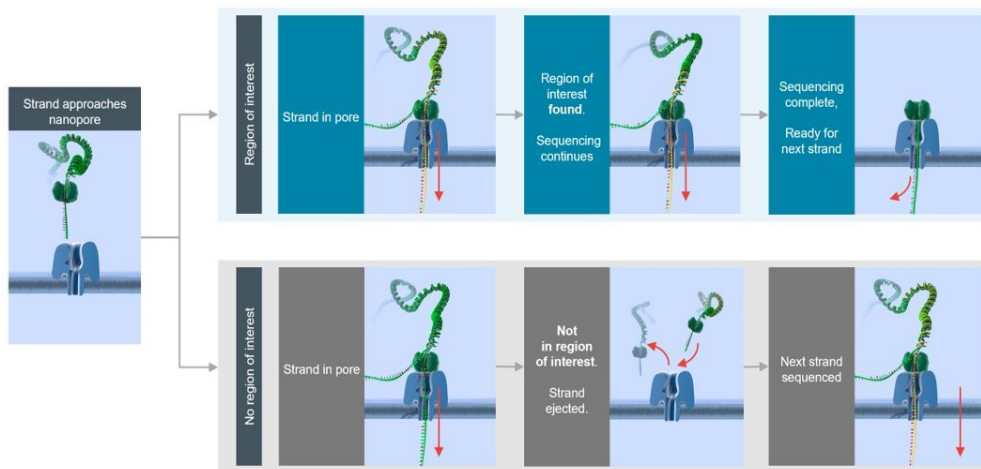 Strand approaches
nanopore
Region of interest
Strand in pore
Region of
interest
found.
Sequencing
continues
Sequencing
complete,
Ready for
next strand
No region of interest
Strand in pore
Not
in region
of interest.
Strand
ejected.
Next strand
sequenced